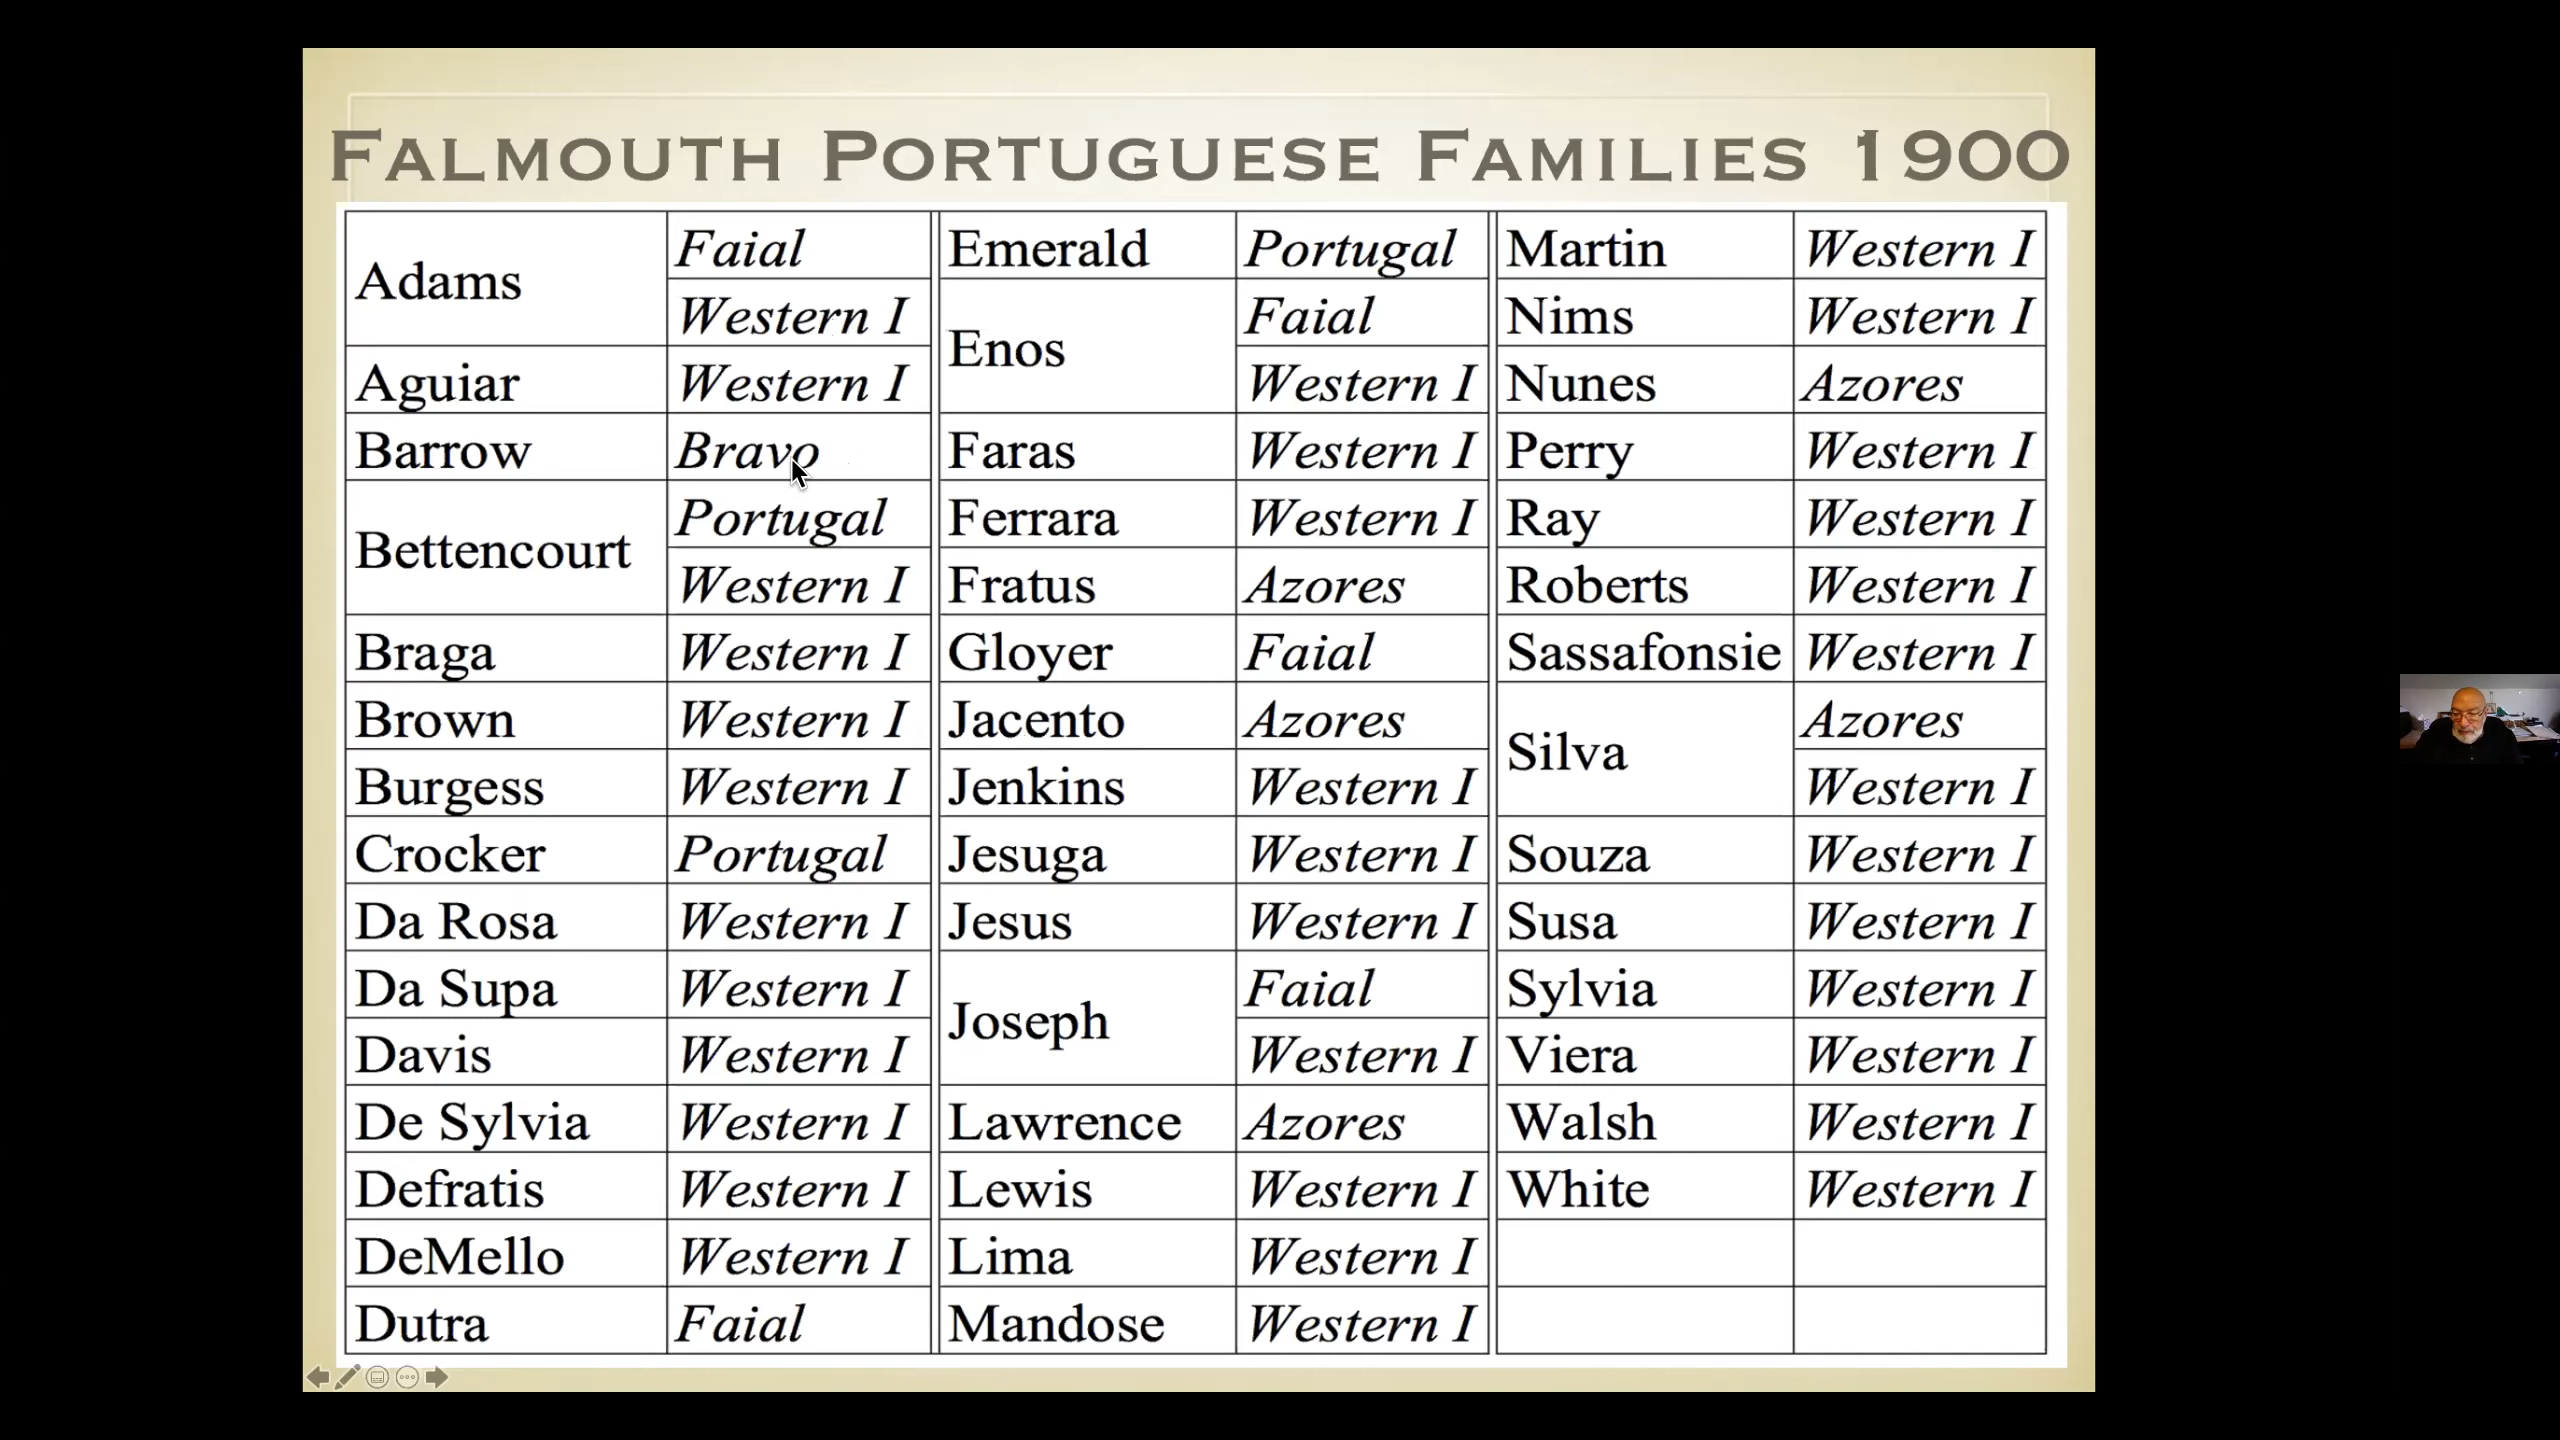 FALMOUTH PORTUGUESE FAMILIES 1900
Adams Faial
Western I
Aguiar Western I
Barrow Bravo
Bettencourt Portugal
Western I
Braga Western I
Brown Western I
Burgess Western I
Crocker Portugal
Da Rosa Western I
Da Supa Western I
Davis Western I
De Sylvia Western I
Defratis Western I
DeMello Western I
Dutra Faial
Emerald Portugal
Enos Faial
Western I
Faras Western I
Ferrara Western I
Fratus Azores
Gloyer Faial
Jacento Azores
Jenkins Western I
Jesuga Western I
Jesus Western I
Joseph Faial
Western I
Lawrence Azores
Lewis Western I
Lima Western I
Mandose Western I
Martin Western I
Nims Western I
Nunes Azores
Perry Western I
Ray Western I
Roberts Western I
Sassafonsie Western I
Silva Azores
Western I
Souza Western I
Susa Western I
Sylvia Western I
Viera Western I
Walsh Western I
White Western I